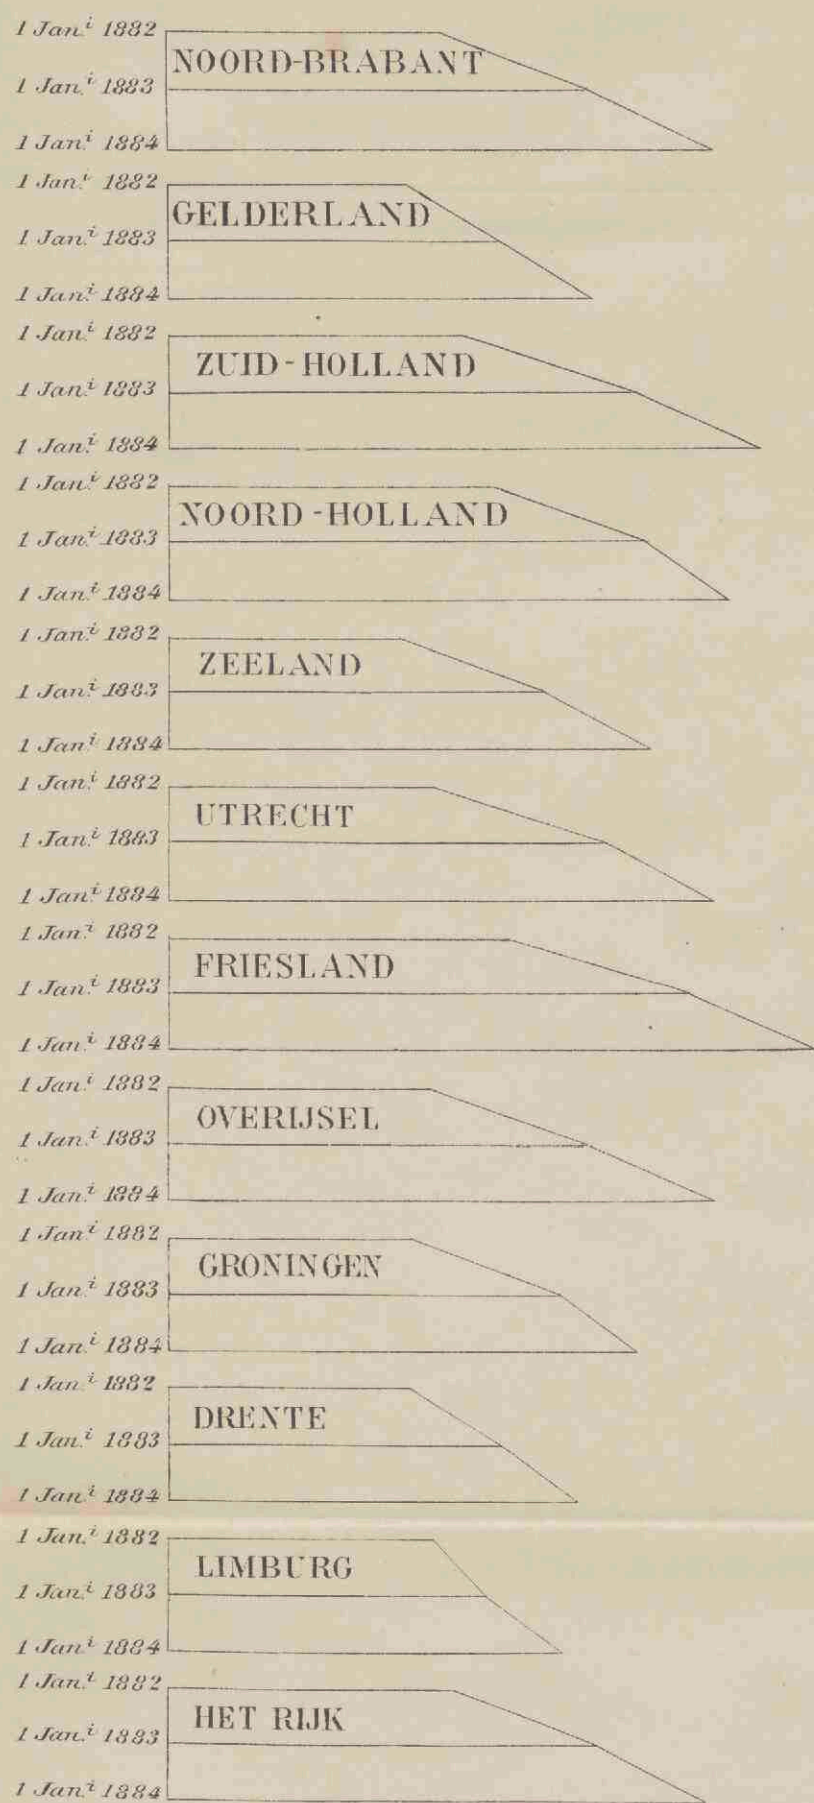 1 Jan.i 1882
NOORD-BRABANT
1 Jan.i 1883
1 Jan.i 1884
1 Jan.i 1882
GELDERLAND
1 Jan.i 1883
1 Jan.i 1884
1 Jan.i 1882
ZUID-HOLLAND
1 Jan.i 1883
1 Jan.i 1884
1 Jan.i 1882
NOORD-HOLLAND
1 Jan.i 1883
1 Jan.i 1884
1 Jan.i 1882
ZEELAND
1 Jan.i 1883
1 Jan.i 1884
1 Jan.i 1882
UTRECHT
1 Jan.i 1883
1 Jan.i 1884
1 Jan.i 1882
FRIESLAND
1 Jan.i 1883
1 Jan.i 1884
1 Jan.i 1882
OVERIJSEL
1 Jan.i 1883
1 Jan.i 1884
1 Jan.i 1882
GRONINGEN
1 Jan.i 1883
1 Jan.i 1884
1 Jan.i 1882
DRENTE
1 Jan.i 1883
1 Jan.i 1884
1 Jan.i 1882
LIMBURG
1 Jan.i 1883
1 Jan.i 1884
1 Jan.i 1882
HET RIJK
1 Jan.i 1883
1 Jan.i 1884